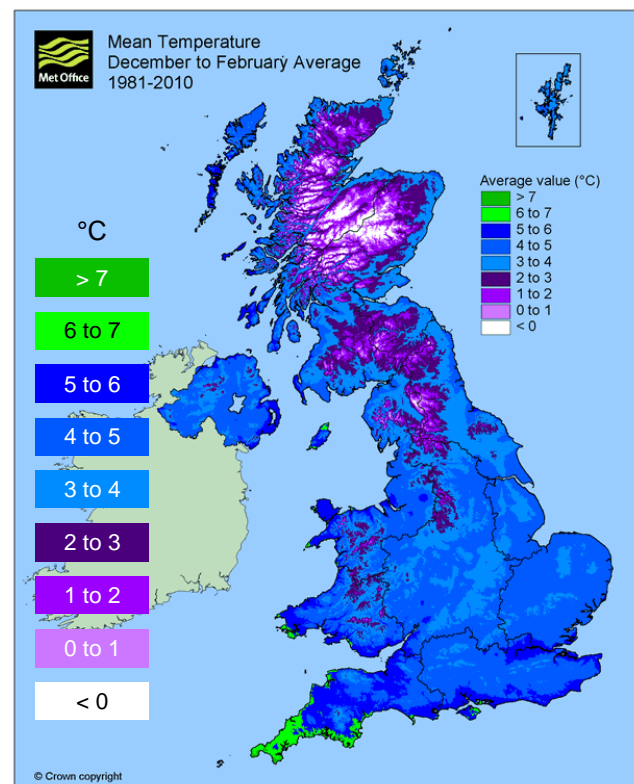 Met Office
Mean Temperature
December to February Average
1981-2010
Average value (°C)
> 7
6 to 7
5 to 6
4 to 5
3 to 4
2 to 3
1 to 2
0 to 1
< 0
°C
> 7
6 to 7
5 to 6
4 to 5
3 to 4
2 to 3
1 to 2
0 to 1
< 0
© Crown copyright